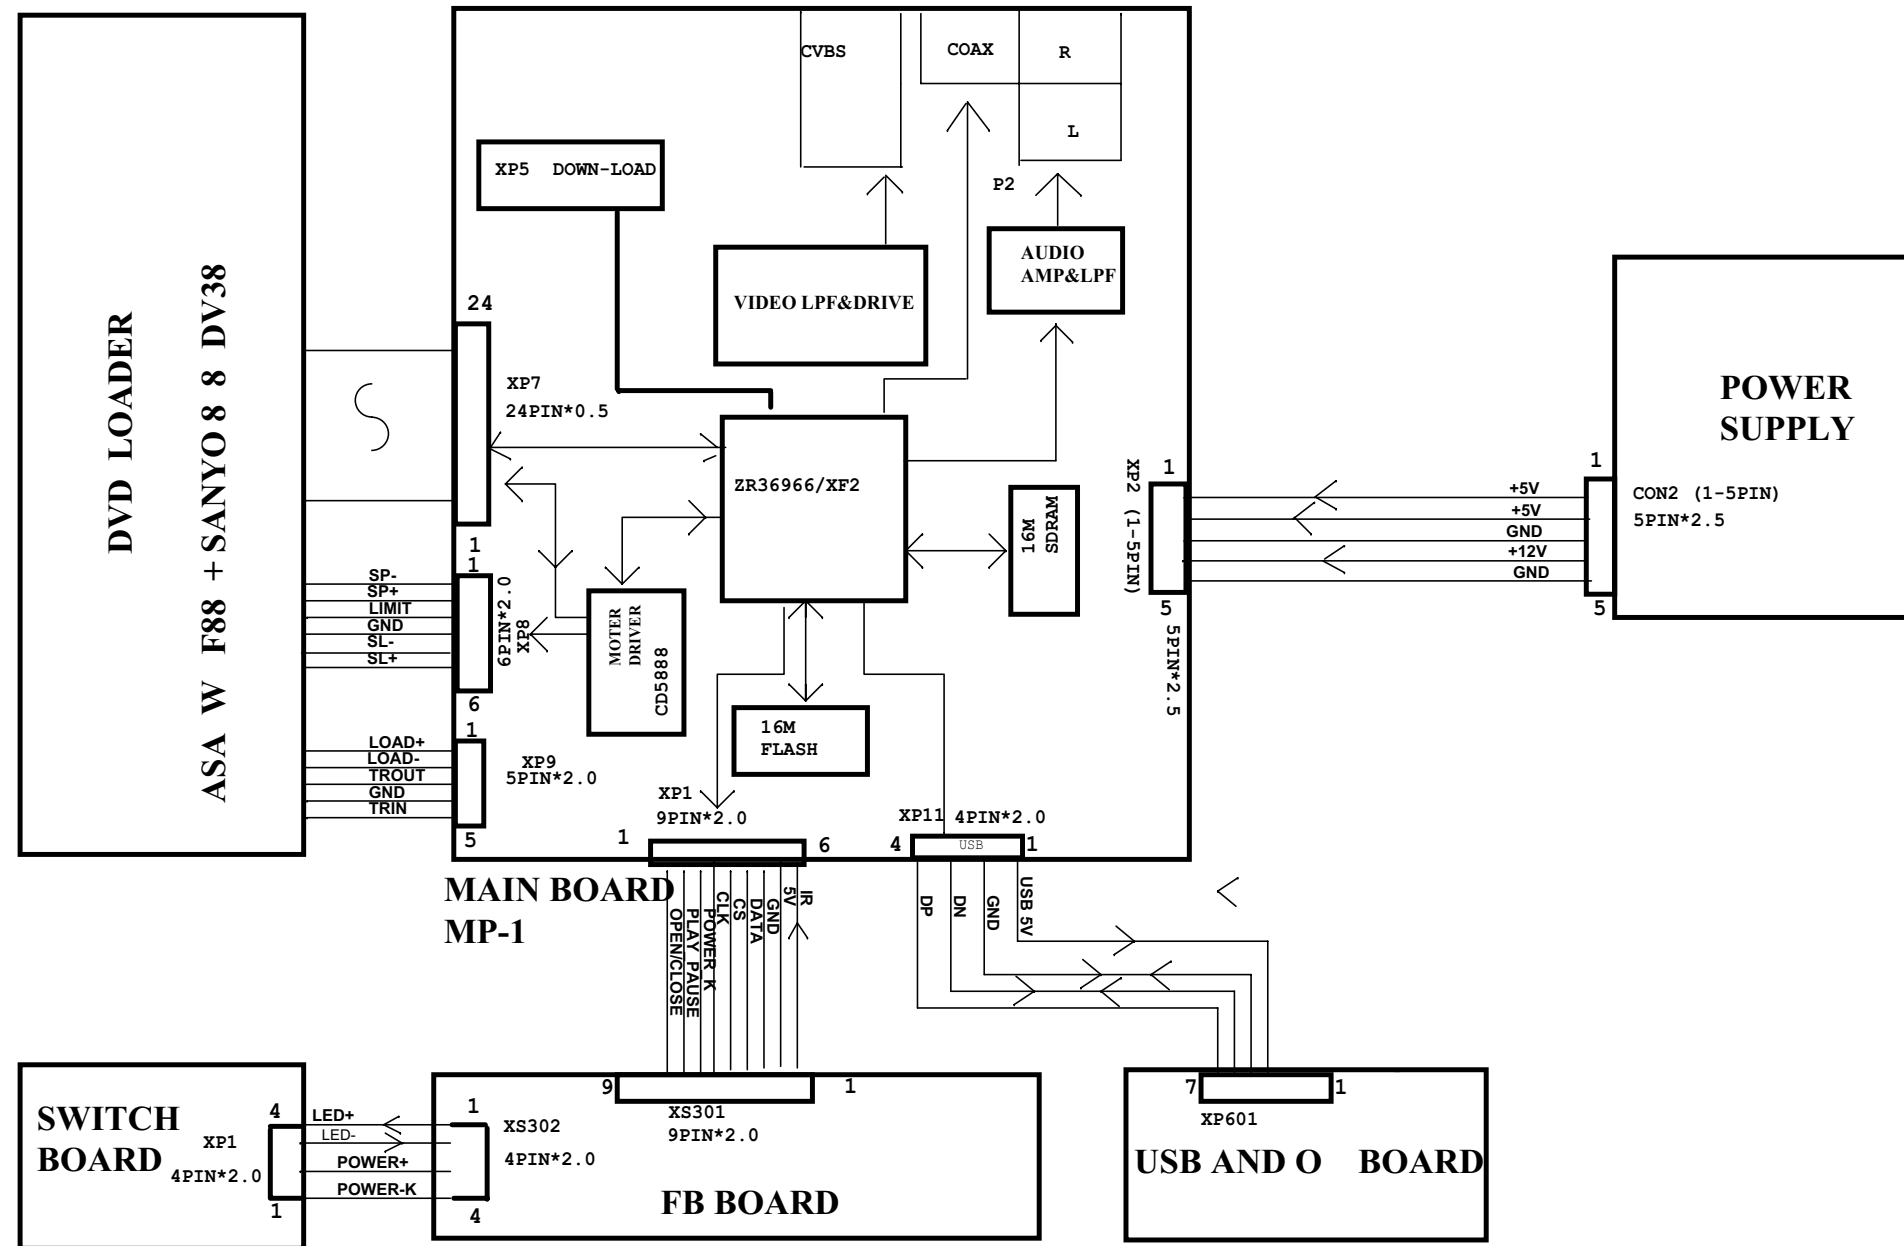 DVD LOADER
ASA W F88 +SANYO 8 8 DV38
CVBS
COAX
R
L
P2
XP5 DOWN-LOAD
VIDEO LPF&DRIVE
AUDIO
AMP&LPF
24
XP7
24PIN*0.5
1
ZR36966/XF2
16M
SDRAM
XP2 (1-5PIN)
1
5
5PIN*2.5
+5V
+5V
GND
+12V
GND
1
5
CON2 (1-5PIN)
5PIN*2.5
POWER
SUPPLY
SP-
SP+
LIMIT
GND
SL-
SL+
1
6
6PIN*2.0
XP8
MOTER
DRIVER
CD5888
16M
FLASH
LOAD+
LOAD-
TROUT
GND
TRIN
1
5
XP9
5PIN*2.0
XP1
9PIN*2.0
1
6
XP11 4PIN*2.0
4
USB
1
MAIN BOARD
MP-1
OPEN/CLOSE
PLAY PAUSE
POWER K
CLK
CS
DATA
GND
5V
IR
DP
DN
GND
USB 5V
SWITCH
BOARD
XP1
4PIN*2.0
4
1
LED+
LED-
POWER+
POWER-K
1
4
XS302
4PIN*2.0
9
1
XS301
9PIN*2.0
FB BOARD
7
1
XP601
USB AND O BOARD